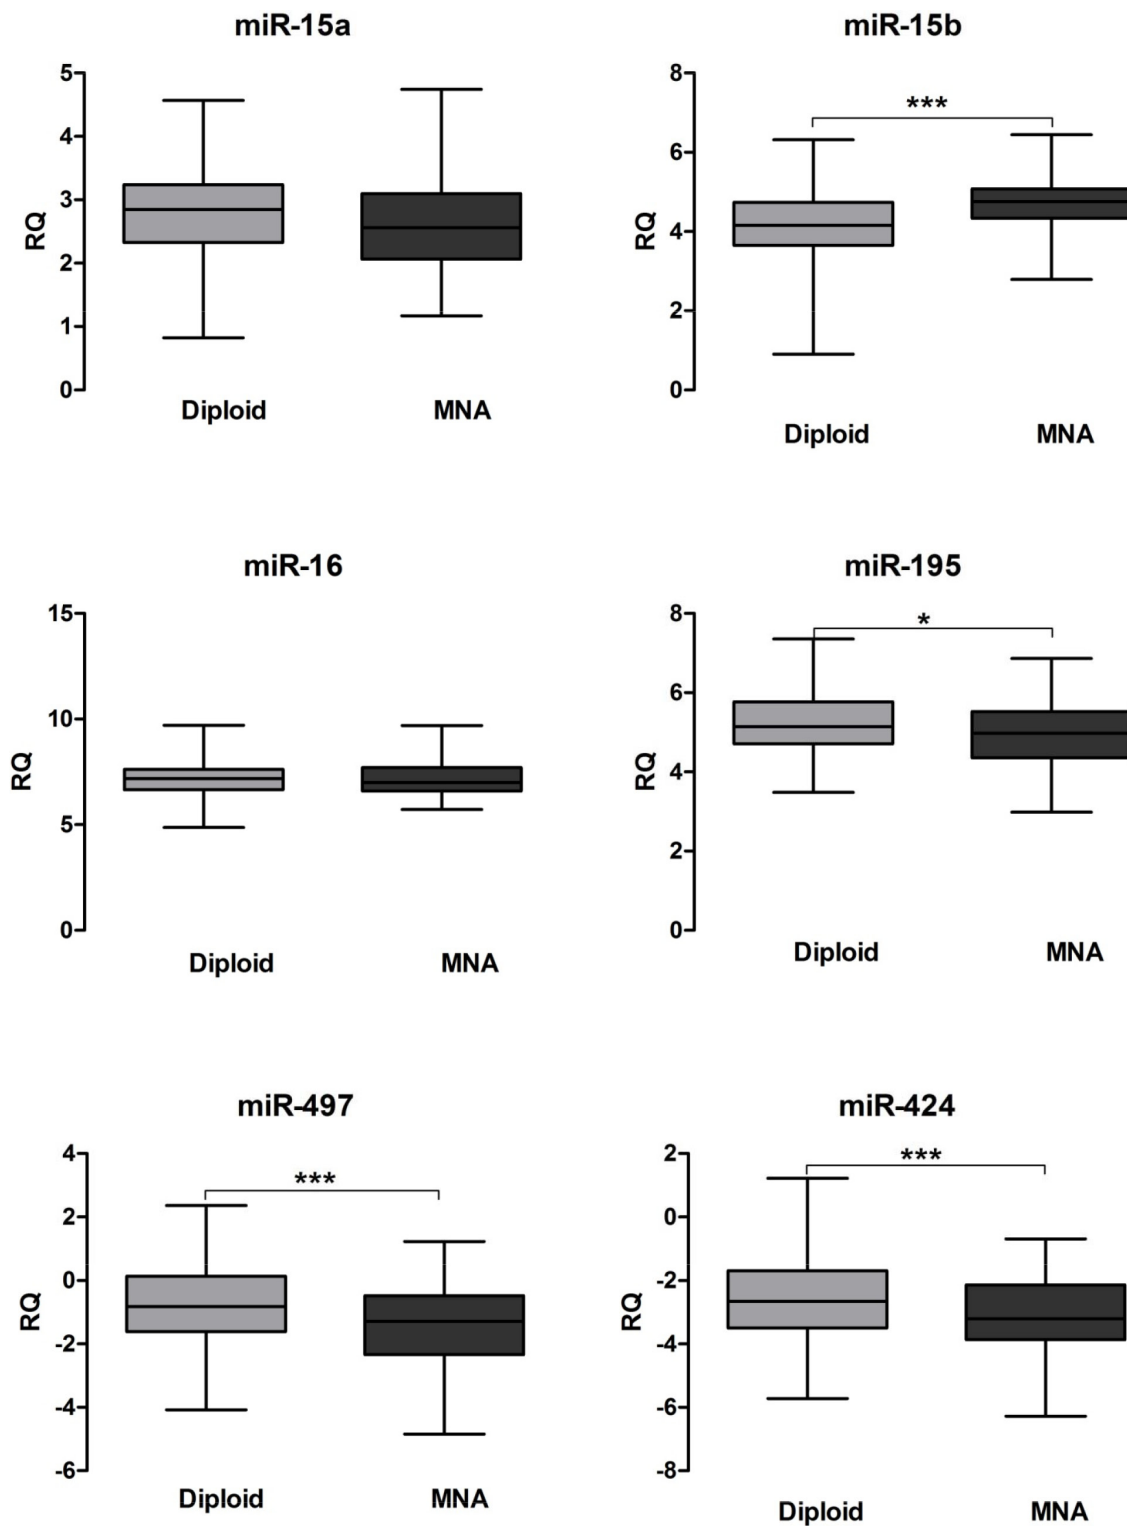 miR-15a
5
4
3
2
1
0
RQ
Diploid
MNA
miR-15b
8
6
4
2
0
RQ
***
Diploid
MNA
miR-16
15
10
5
0
RQ
Diploid
MNA
miR-195
8
6
4
2
0
RQ
*
Diploid
MNA
miR-497
4
2
0
-2
-4
-6
RQ
***
Diploid
MNA
miR-424
2
0
-2
-4
-6
-8
RQ
***
Diploid
MNA